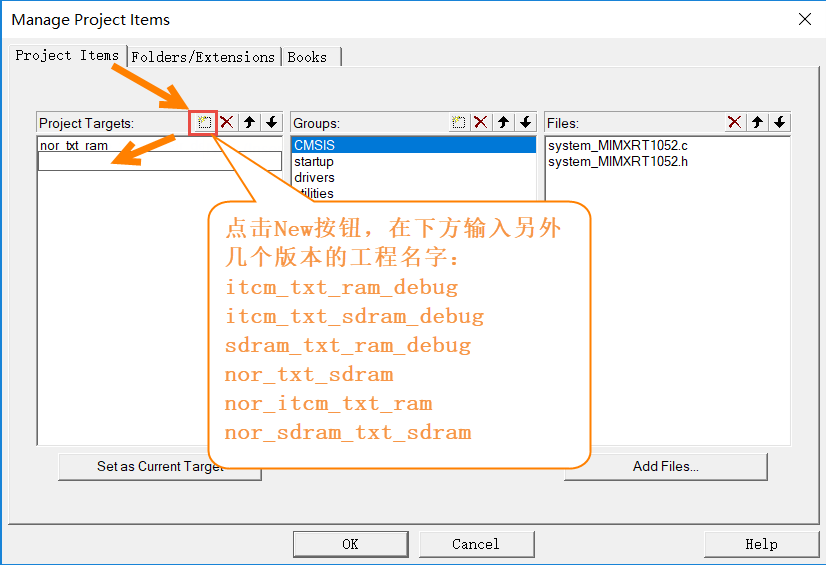 Manage Project Items
Project Items Folders/Extensions Books
Project Targets: Groups: Files:
nor_txt_ram
CMSIS
startup
drivers
system_MIMXRT1052.c
system_MIMXRT1052.h
点击New按钮，在下方输入另外
几个版本的工程名字：
itcm_txt_ram_debug
itcm_txt_sdram_debug
sdram_txt_ram_debug
nor_txt_sdram
nor_itcm_txt_ram
nor_sdram_txt_sdram
Set as Current Target
Add Files...
OK Cancel Help